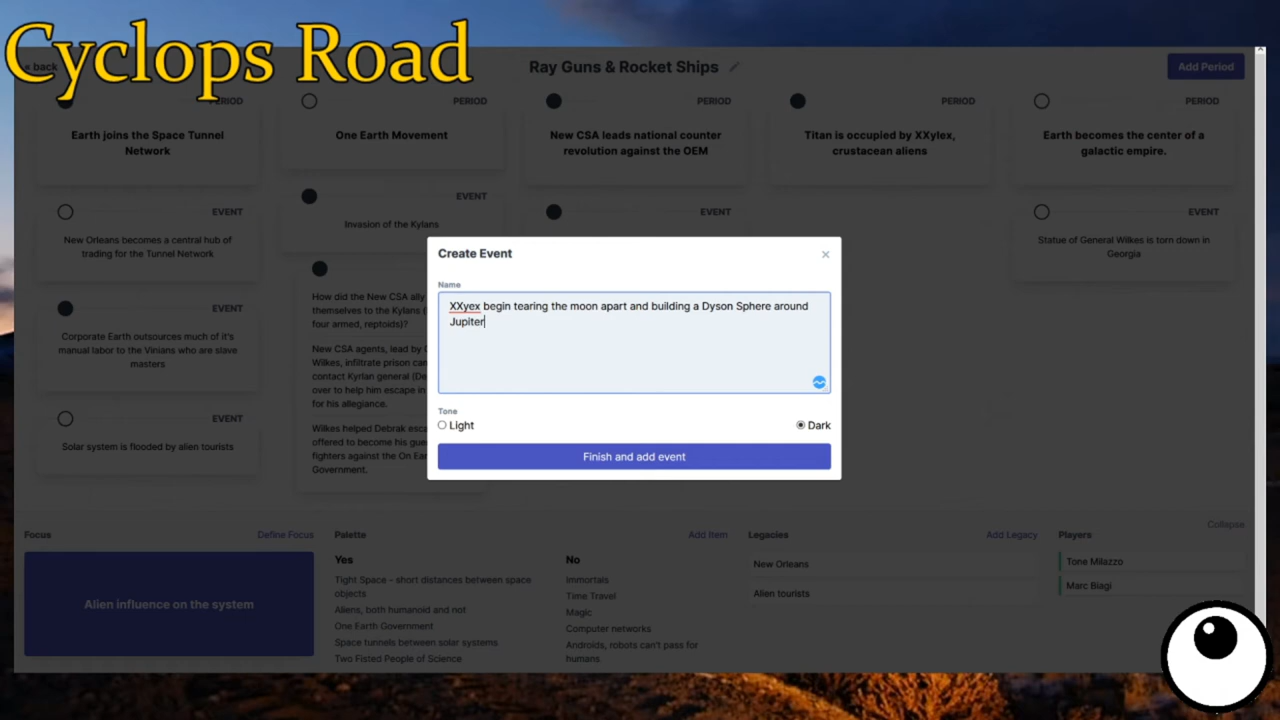 Cyclops Road
« back
Ray Guns & Rocket Ships
Add Period
PERIOD
Earth joins the Space Tunnel
Network
PERIOD
One Earth Movement
PERIOD
New CSA leads national counter
revolution against the OEM
PERIOD
Titan is occupied by XXylex,
crustacean aliens
PERIOD
Earth becomes the center of a
galactic empire.
EVENT
New Orleans becomes a central hub of
trading for the Tunnel Network
EVENT
Corporate Earth outsources much of it's
manual labor to the Vinians who are slave
masters
EVENT
Solar system is flooded by alien tourists
EVENT
Invasion of the Kylans
How did the New CSA ally
themselves to the Kylans (
four armed, reptoids)?
New CSA agents, lead by
Wilkes, infiltrate prison can
contact Kyrlan general (De
over to help him escape in
for his allegiance.
Wilkes helped Debrak esca
offered to become his gue
fighters against the On Ear
Government.
EVENT
EVENT
Statue of General Wilkes is torn down in
Georgia
Create Event
×
Name
XXyex begin tearing the moon apart and building a Dyson Sphere around
Jupiter
Tone
Light
Dark
Finish and add event
Collapse
Focus
Define Focus
Alien influence on the system
Palette
Add Item
Yes
Tight Space - short distances between space
objects
Aliens, both humanoid and not
One Earth Government
Space tunnels between solar systems
Two Fisted People of Science
No
Immortals
Time Travel
Magic
Computer networks
Androids, robots can't pass for
humans
Legacies
Add Legacy
New Orleans
Alien tourists
Players
Tone Milazzo
Marc Biagi